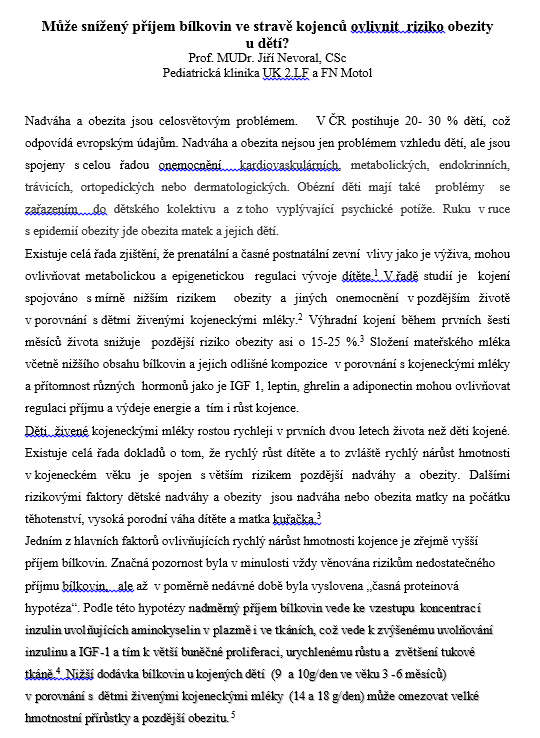 Může snížený příjem bílkovin ve stravě kojenců ovlivnit riziko obezity
u dětí?
Prof. MUDr. Jiří Nevoral, CSc
Pediatrická klinika UK 2.LF a FN Motol
Nadváha a obezita jsou celosvětovým problémem. V ČR postihuje 20- 30 % dětí, což
odpovídá evropským údajům. Nadváha a obezita nejsou jen problémem vzhledu dětí, ale jsou
spojeny s celou řadou onemocnění kardiovaskulárních, metabolických, endokrinních,
trávicích, ortopedických nebo dermatologických. Obézní děti mají také problémy se
zařazením do dětského kolektivu a z toho vyplývající psychické potíže. Ruku v ruce
s epidemií obezity jde obezita matek a jejich dětí.
Existuje celá řada zjištění, že prenatální a časné postnatální zevní vlivy jako je výživa, mohou
ovlivňovat metabolickou a epigenetickou regulaci vývoje dítěte.1 V řadě studií je kojení
spojováno s mírně nižším rizikem obezity a jiných onemocnění v pozdějším životě
v porovnání s dětmi živenými kojeneckými mléky.2 Výhradní kojení během prvních šesti
měsíců života snižuje pozdější riziko obezity asi o 15-25 %.3 Složení mateřského mléka
včetně nižšího obsahu bílkovin a jejich odlišné kompozice v porovnání s kojeneckými mléky
a přítomnost různých hormonů jako je IGF 1, leptin, ghrelin a adiponectin mohou ovlivňovat
regulaci příjmu a výdeje energie a tím i růst kojence.
Děti živené kojeneckými mléky rostou rychleji v prvních dvou letech života než děti kojené.
Existuje celá řada dokladů o tom, že rychlý růst dítěte a to zvláště rychlý nárůst hmotnosti
v kojeneckém věku je spojen s větším rizikem pozdější nadváhy a obezity. Dalšími
rizikovými faktory dětské nadváhy a obezity jsou nadváha nebo obezita matky na počátku
těhotenství, vysoká porodní váha dítěte a matka kuřačka.3
Jedním z hlavních faktorů ovlivňujících rychlý nárůst hmotnosti kojence je zřejmě vyšší
příjem bílkovin. Značná pozornost byla v minulosti vždy věnována rizikům nedostatečného
příjmu bílkovin, ale až v poměrně nedávné době byla vyslovena „časná proteinová
hypotéza“. Podle této hypotézy nadměrný příjem bílkovin vede ke vzestupu koncentrací
inzulin uvolňujících aminokyselin v plazmě i ve tkáních, což vede k zvýšenému uvolňování
inzulinu a IGF-1 a tím k větší buněčné proliferaci, urychlenému růstu a zvětšení tukové
tkáně.4 Nižší dodávka bílkovin u kojených dětí (9 a 10g/den ve věku 3 -6 měsíců)
v porovnání s dětmi živenými kojeneckými mléky (14 a 18 g/den) může omezovat velké
hmotnostní přírůstky a pozdější obezitu.5